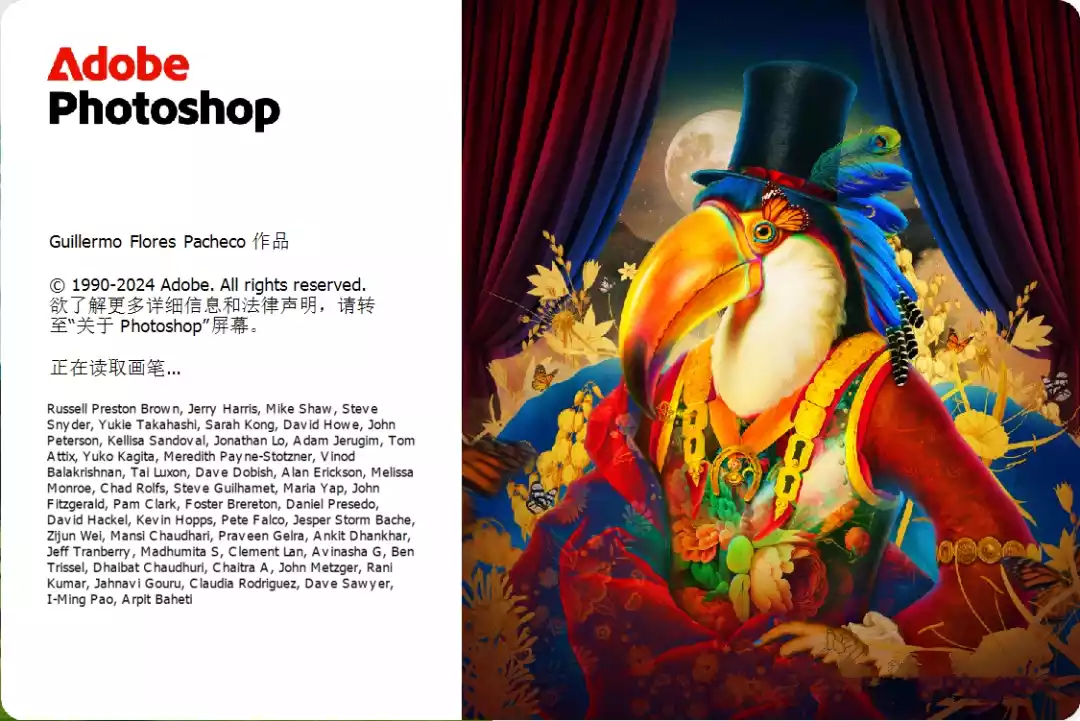 Adobe
Photoshop
Guillermo Flores Pacheco 作品
© 1990-2024 Adobe. All rights reserved.
欲了解更多详细信息和法律声明，请转
至“关于 Photoshop”屏幕。
正在读取画笔...
Russell Preston Brown, Jerry Harris, Mike Shaw, Steve
Snyder, Yukie Takahashi, Sarah Kong, David Howe, John
Peterson, Kellisa Sandoval, Jonathan Lo, Adam Jerugim, Tom
Attix, Yuko Kagita, Meredith Payne-Stotzner, Vinod
Balakrishnan, Tai Luxon, Dave Dobish, Alan Erickson, Melissa
Monroe, Chad Rolfs, Steve Guilhamet, Maria Yap, John
Fitzgerald, Pam Clark, Foster Brereton, Daniel Presedo,
David Hackel, Kevin Hopps, Pete Falco, Jesper Storm Bache,
Zijun Wei, Mansi Chaudhari, Praveen Gelra, Ankit Dhankhar,
Jeff Tranberry, Madhumita S, Clement Lan, Avinasha G, Ben
Trissel, Dhaibat Chaudhuri, Chaitra A, John Metzger, Rani
Kumar, Jahnavi Gouru, Claudia Rodriguez, Dave Sawyer,
I-Ming Pao, Arpit Baheti